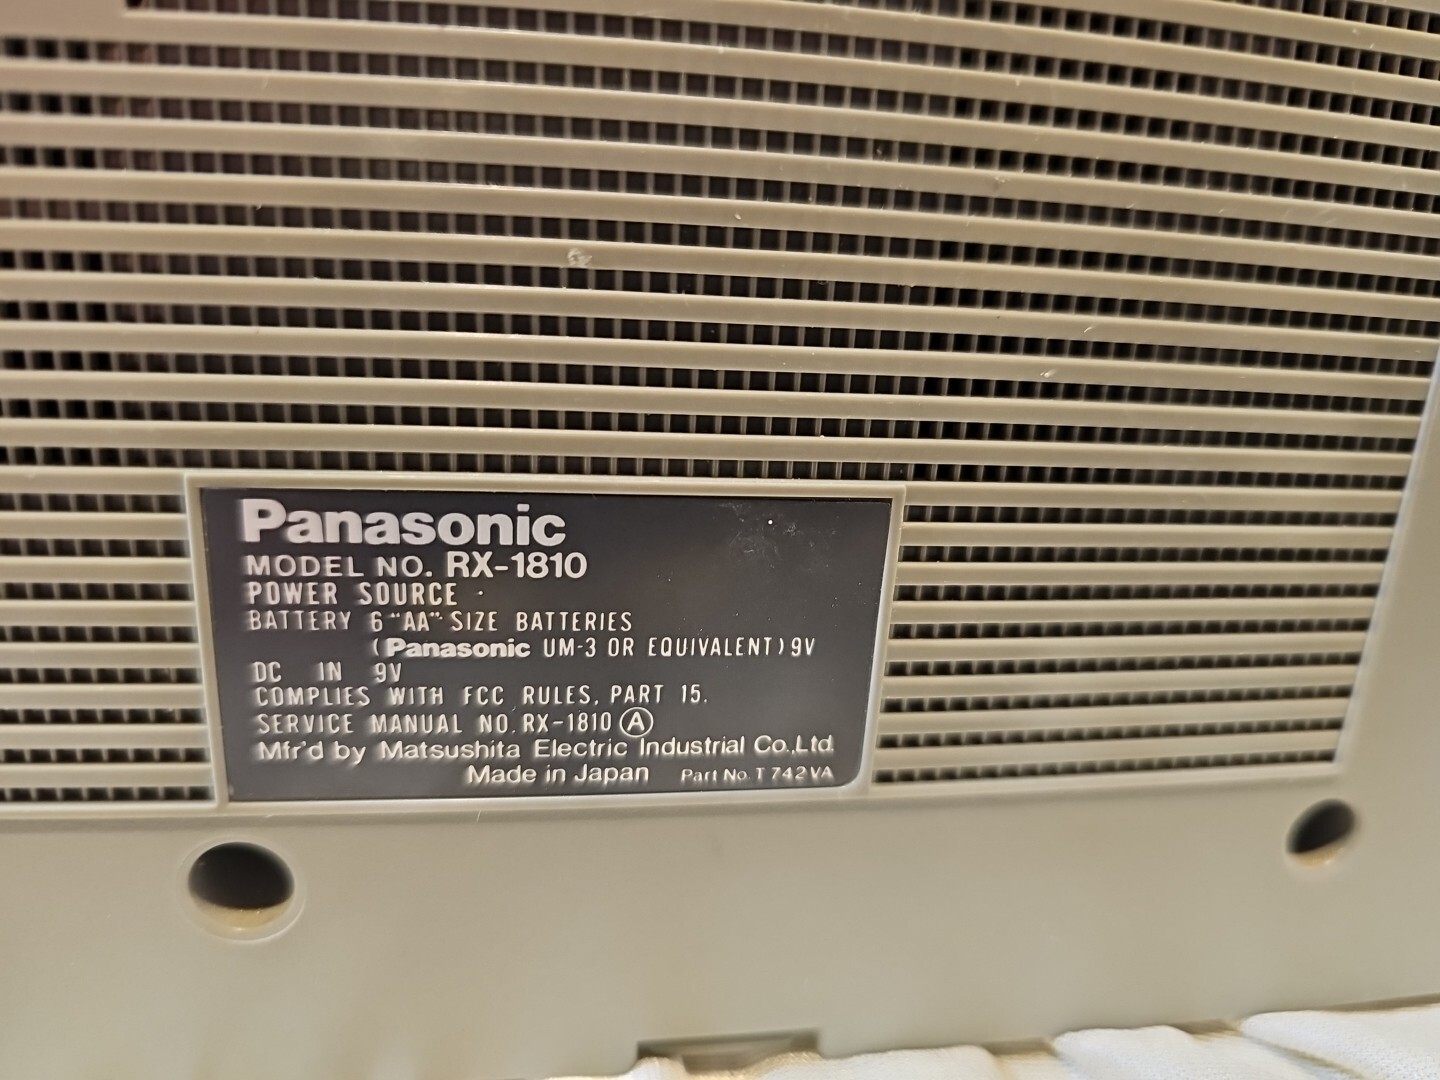 Panasonic
MODEL NO. RX-1810
POWER SOURCE
BATTERY 6 "AA" SIZE BATTERIES
(Panasonic UM-3 OR EQUIVALENT) 9V
DC IN 9V
COMPLIES WITH FCC RULES, PART 15.
SERVICE MANUAL NO. RX-1810 Ⓐ
Mfr'd by Matsushita Electric Industrial Co.,Ltd.
Made in Japan Part No. T 742VA